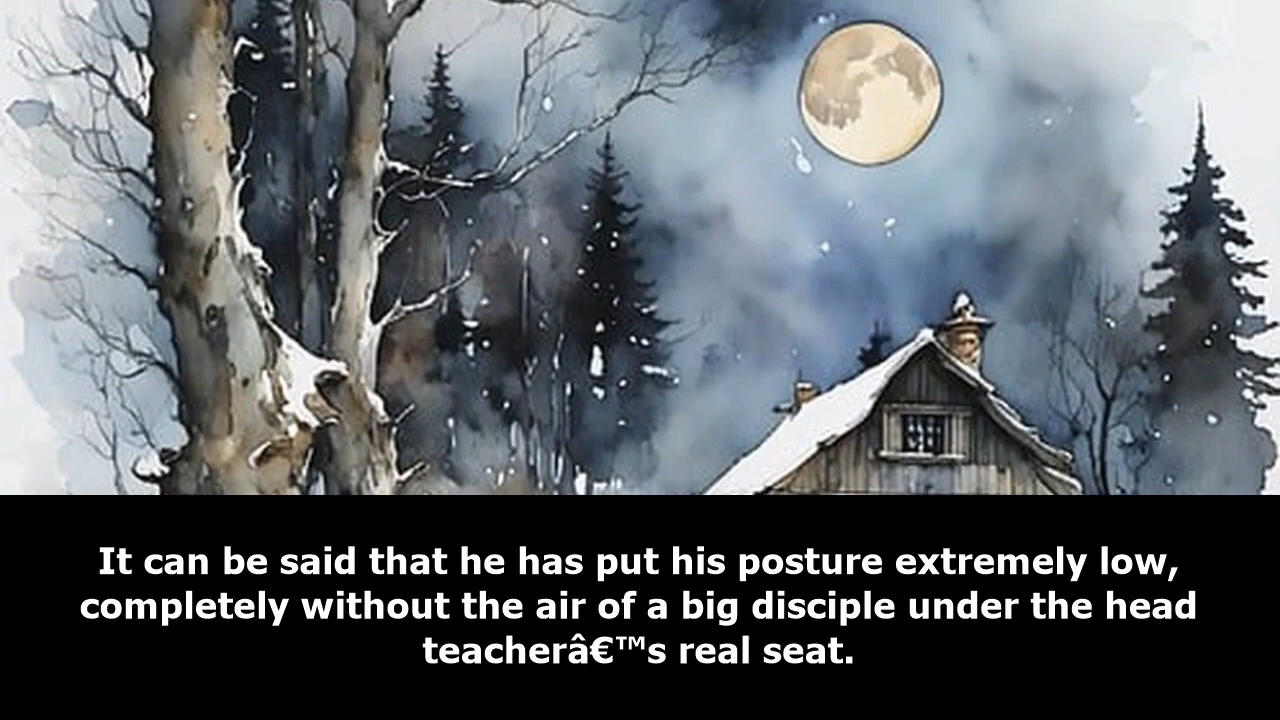 It can be said that he has put his posture extremely low,
completely without the air of a big disciple under the head
teacherâ€™s real seat.